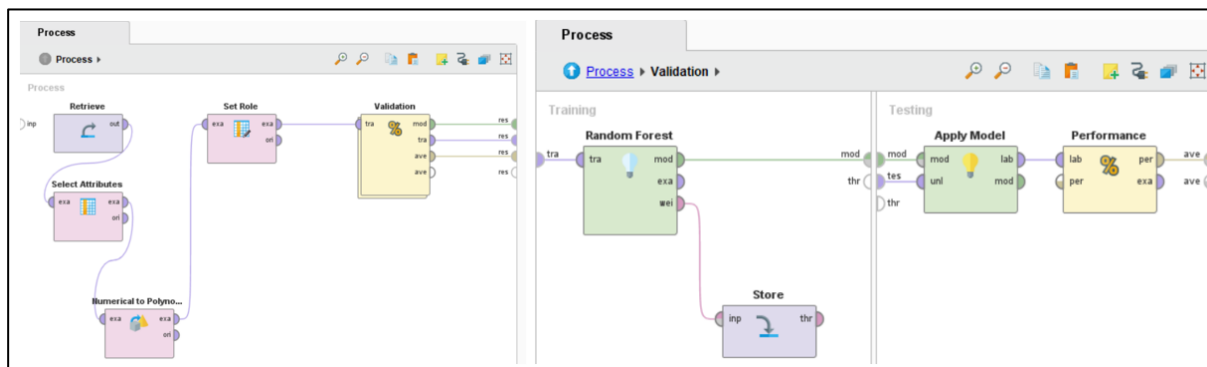 Process
Process
Process
inp
Retrieve
out
res
Select Attributes
exa exa
ori
Numerical to Polyno...
exa exa
ori
Set Role
exa exa
ori
Validation
tra mod
tra
ave
ave
res
res
res
res
Process
Process Validation
Training
tra
Random Forest
tra mod
exa
wei
mod
thr
Store
inp thr
Testing
mod
tes
thr
Apply Model
mod lab
unl mod
Performance
lab per
per exa
ave
ave